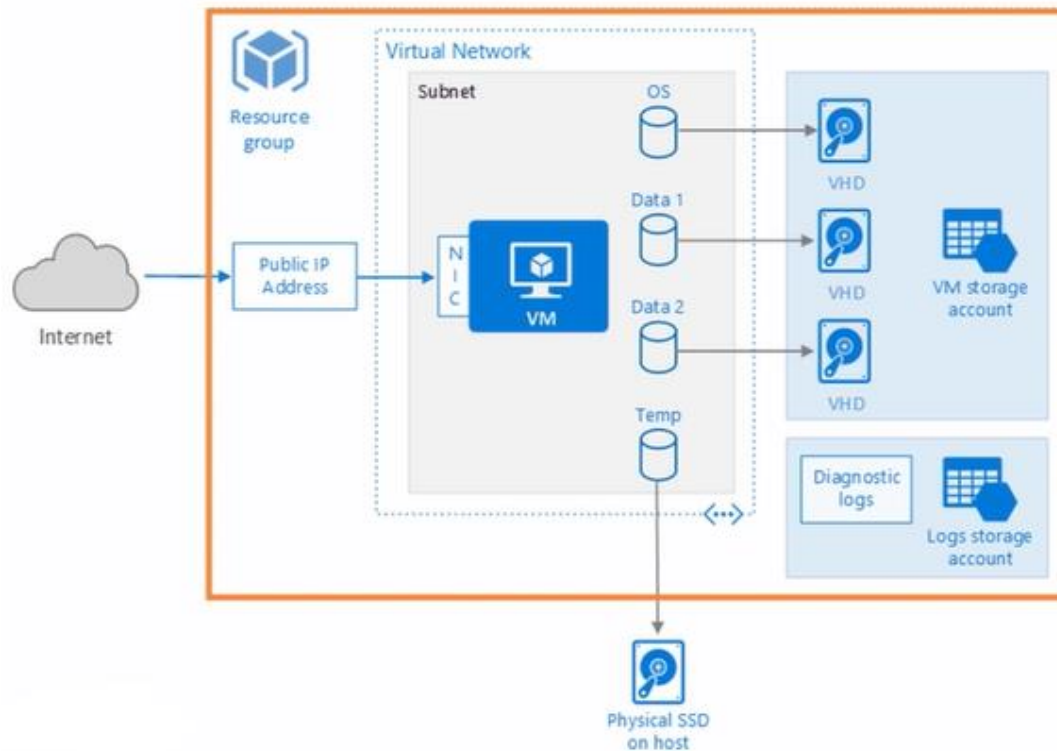 Resource
group
Virtual Network
Subnet
OS
VHD
Data 1
VHD
Data 2
VHD
Temp
VM storage
account
Internet
Public IP
Address
N
I
C
VM
Diagnostic
logs
Logs storage
account
Physical SSD
on host